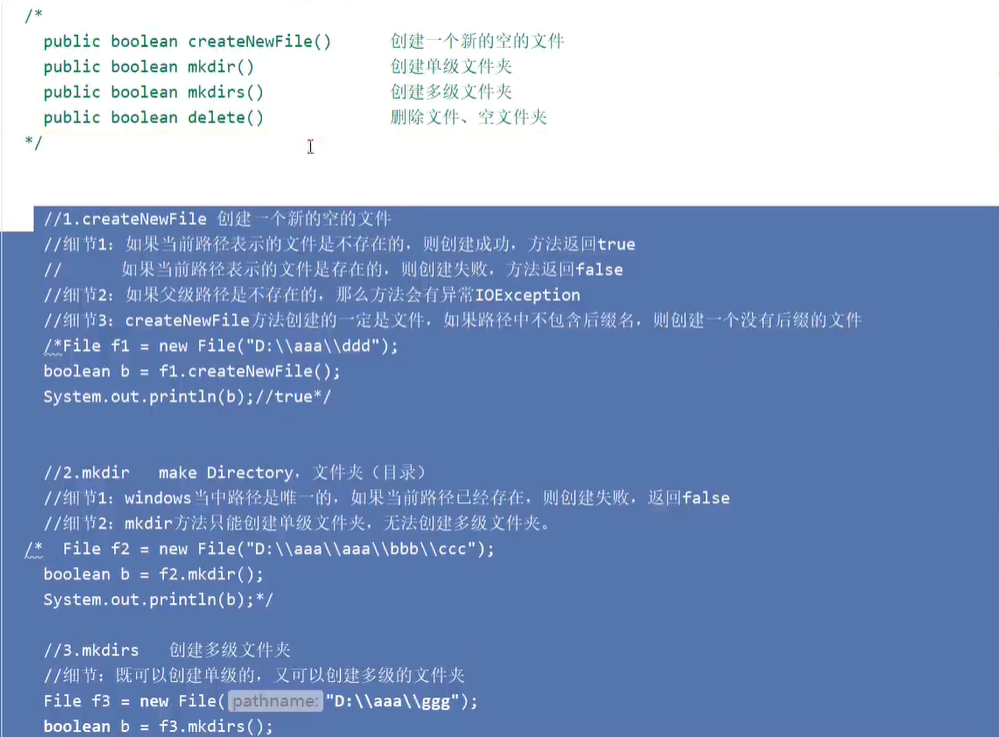 /*
public boolean createNewFile() 创建一个新的空的文件
public boolean mkdir() 创建单级文件夹
public boolean mkdirs() 创建多级文件夹
public boolean delete() 删除文件、空文件夹
*/
//1.createNewFile 创建一个新的空的文件
//细节1：如果当前路径表示的文件是不存在的，则创建成功，方法返回true
// 如果当前路径表示的文件是存在的，则创建失败，方法返回false
//细节2：如果父级路径是不存在的，那么方法会有异常IOException
//细节3：createNewFile方法创建的一定是文件，如果路径中不包含后缀名，则创建一个没有后缀的文件
/*File f1 = new File("D:\\aaa\\ddd");
boolean b = f1.createNewFile();
System.out.println(b);//true*/
//2.mkdir make Directory，文件夹（目录）
//细节1：windows当中路径是唯一的，如果当前路径已经存在，则创建失败，返回false
//细节2：mkdir方法只能创建单级文件夹，无法创建多级文件夹。
/* File f2 = new File("D:\\aaa\\aaa\\bbb\\ccc");
boolean b = f2.mkdir();
System.out.println(b);*/
//3.mkdirs 创建多级文件夹
//细节：既可以创建单级的，又可以创建多级的文件夹
File f3 = new File( pathname: "D:\\aaa\\ggg");
boolean b = f3.mkdirs();